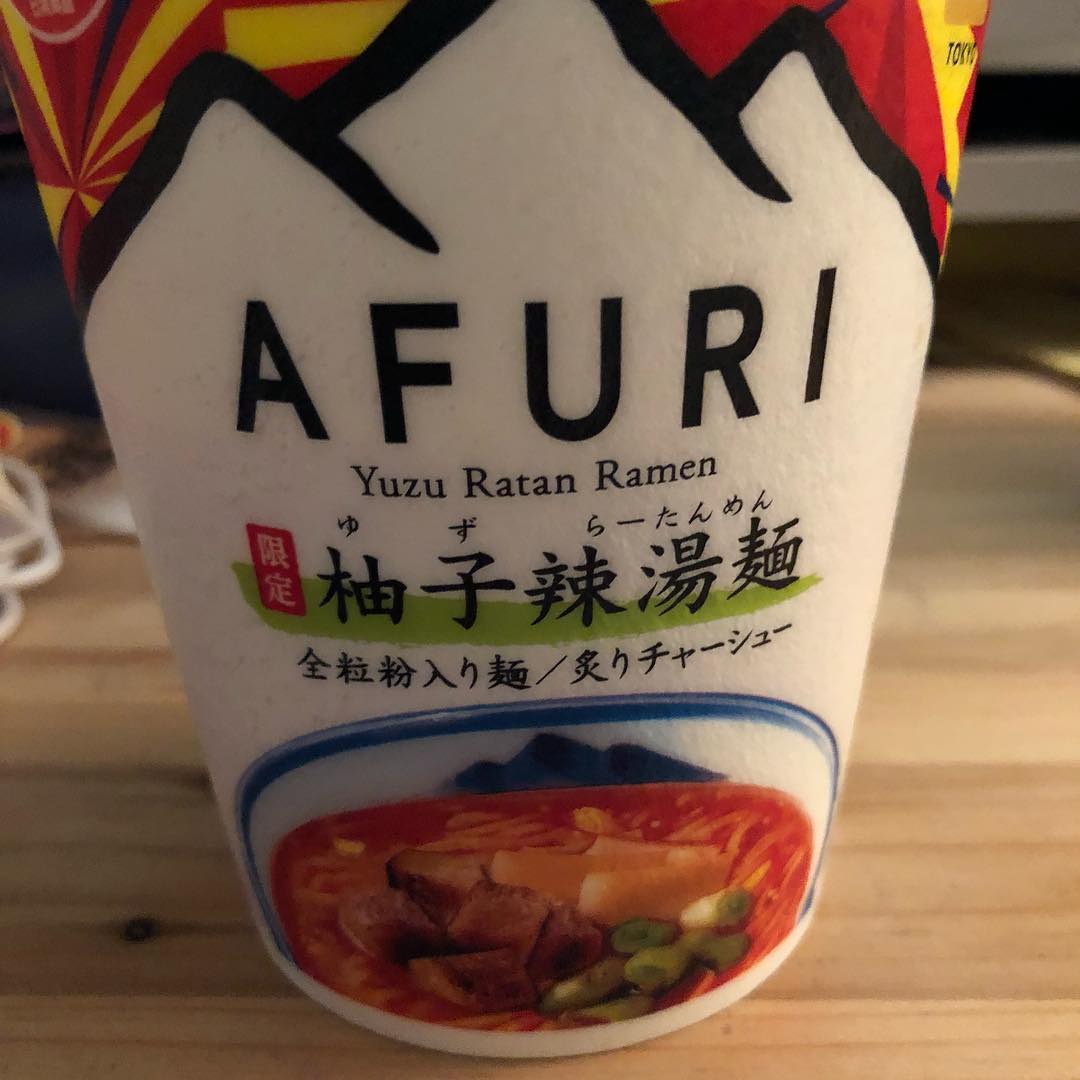 TOKYO
AFURI
Yuzu Ratan Ramen
ゆ ず らーたんめん
限定
柚子辣湯麺
全粒粉入り麺/炙りチャーシュー